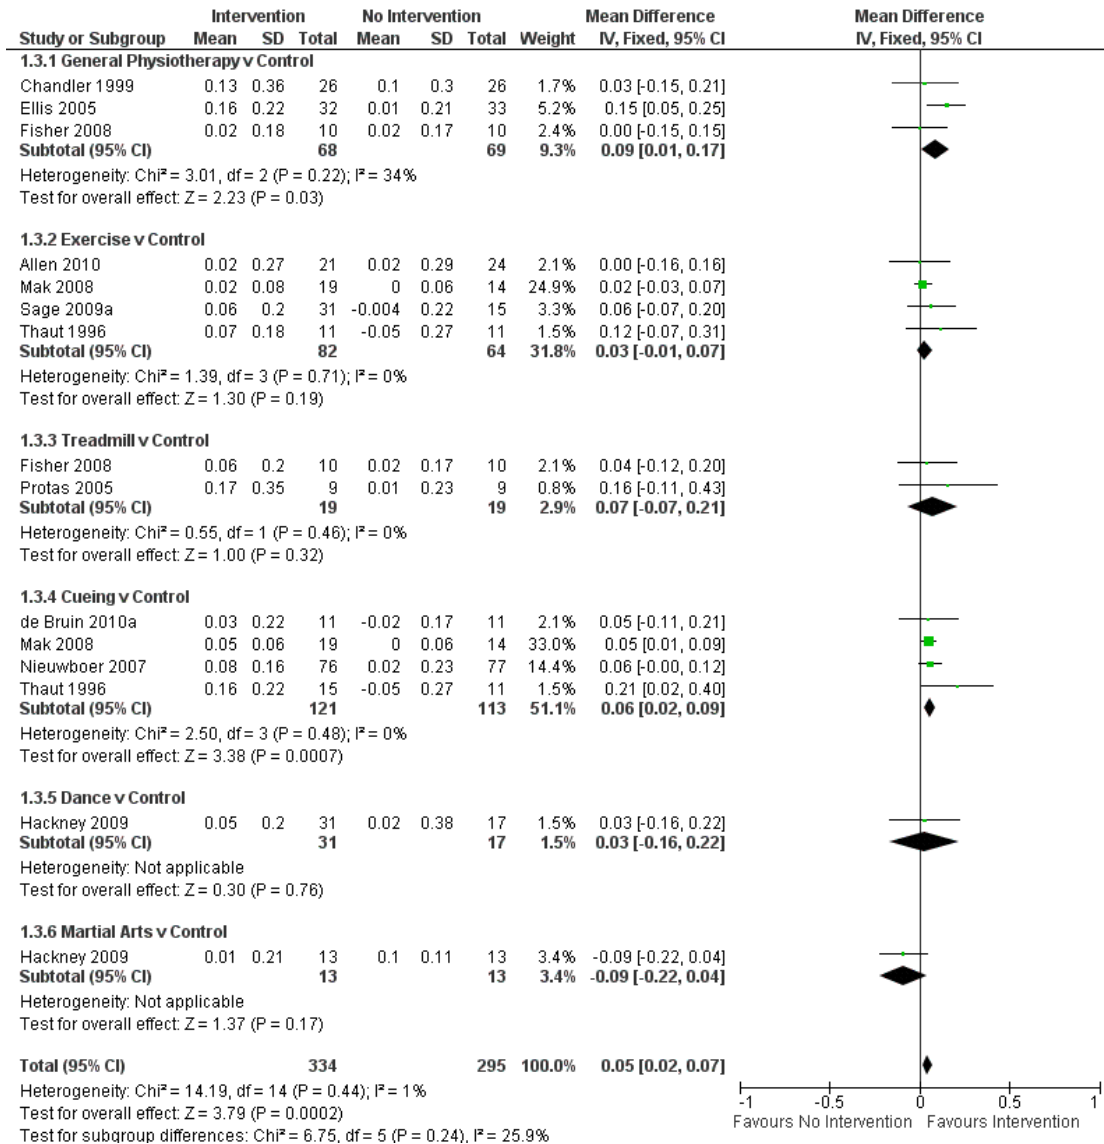 Intervention No Intervention Mean Difference Mean Difference
Study or Subgroup Mean SD Total Mean SD Total Weight IV, Fixed, 95% CI IV, Fixed, 95% CI
1.3.1 General Physiotherapy v Control
Chandler 1999 0.13 0.36 26 0.1 0.3 26 1.7% 0.03 [-0.15, 0.21]
Ellis 2005 0.16 0.22 32 0.01 0.21 33 5.2% 0.15 [0.05, 0.25]
Fisher 2008 0.02 0.18 10 0.02 0.17 10 2.4% 0.00 [-0.15, 0.15]
Subtotal (95% CI) 68 69 9.3% 0.09 [0.01, 0.17]
Heterogeneity: Chi² = 3.01, df = 2 (P = 0.22); I² = 34%
Test for overall effect: Z = 2.23 (P = 0.03)
1.3.2 Exercise v Control
Allen 2010 0.02 0.27 21 0.02 0.29 24 2.1% 0.00 [-0.16, 0.16]
Mak 2008 0.02 0.08 19 0 0.06 14 24.9% 0.02 [-0.03, 0.07]
Sage 2009a 0.06 0.2 31 -0.004 0.22 15 3.3% 0.06 [-0.07, 0.20]
Thaut 1996 0.07 0.18 11 -0.05 0.27 11 1.5% 0.12 [-0.07, 0.31]
Subtotal (95% CI) 82 64 31.8% 0.03 [-0.01, 0.07]
Heterogeneity: Chi² = 1.39, df = 3 (P = 0.71); I² = 0%
Test for overall effect: Z = 1.30 (P = 0.19)
1.3.3 Treadmill v Control
Fisher 2008 0.06 0.2 10 0.02 0.17 10 2.1% 0.04 [-0.12, 0.20]
Protas 2005 0.17 0.35 9 0.01 0.23 9 0.8% 0.16 [-0.11, 0.43]
Subtotal (95% CI) 19 19 2.9% 0.07 [-0.07, 0.21]
Heterogeneity: Chi² = 0.55, df = 1 (P = 0.46); I² = 0%
Test for overall effect: Z = 1.00 (P = 0.32)
1.3.4 Cueing v Control
de Bruin 2010a 0.03 0.22 11 -0.02 0.17 11 2.1% 0.05 [-0.11, 0.21]
Mak 2008 0.05 0.06 19 0 0.06 14 33.0% 0.05 [0.01, 0.09]
Nieuwboer 2007 0.08 0.16 76 0.02 0.23 77 14.4% 0.06 [-0.00, 0.12]
Thaut 1996 0.16 0.22 15 -0.05 0.27 11 1.5% 0.21 [0.02, 0.40]
Subtotal (95% CI) 121 113 51.1% 0.06 [0.02, 0.09]
Heterogeneity: Chi² = 2.50, df = 3 (P = 0.48); I² = 0%
Test for overall effect: Z = 3.38 (P = 0.0007)
1.3.5 Dance v Control
Hackney 2009 0.05 0.2 31 0.02 0.38 17 1.5% 0.03 [-0.16, 0.22]
Subtotal (95% CI) 31 17 1.5% 0.03 [-0.16, 0.22]
Heterogeneity: Not applicable
Test for overall effect: Z = 0.30 (P = 0.76)
1.3.6 Martial Arts v Control
Hackney 2009 0.01 0.21 13 0.1 0.11 13 3.4% -0.09 [-0.22, 0.04]
Subtotal (95% CI) 13 13 3.4% -0.09 [-0.22, 0.04]
Heterogeneity: Not applicable
Test for overall effect: Z = 1.37 (P = 0.17)
Total (95% CI) 334 295 100.0% 0.05 [0.02, 0.07]
Heterogeneity: Chi² = 14.19, df = 14 (P = 0.44); I² = 1%
Test for overall effect: Z = 3.79 (P = 0.0002)
Test for subgroup differences: Chi² = 6.75, df = 5 (P = 0.24), I² = 25.9%
-1 -0.5 0 0.5 1
Favours No Intervention Favours Intervention